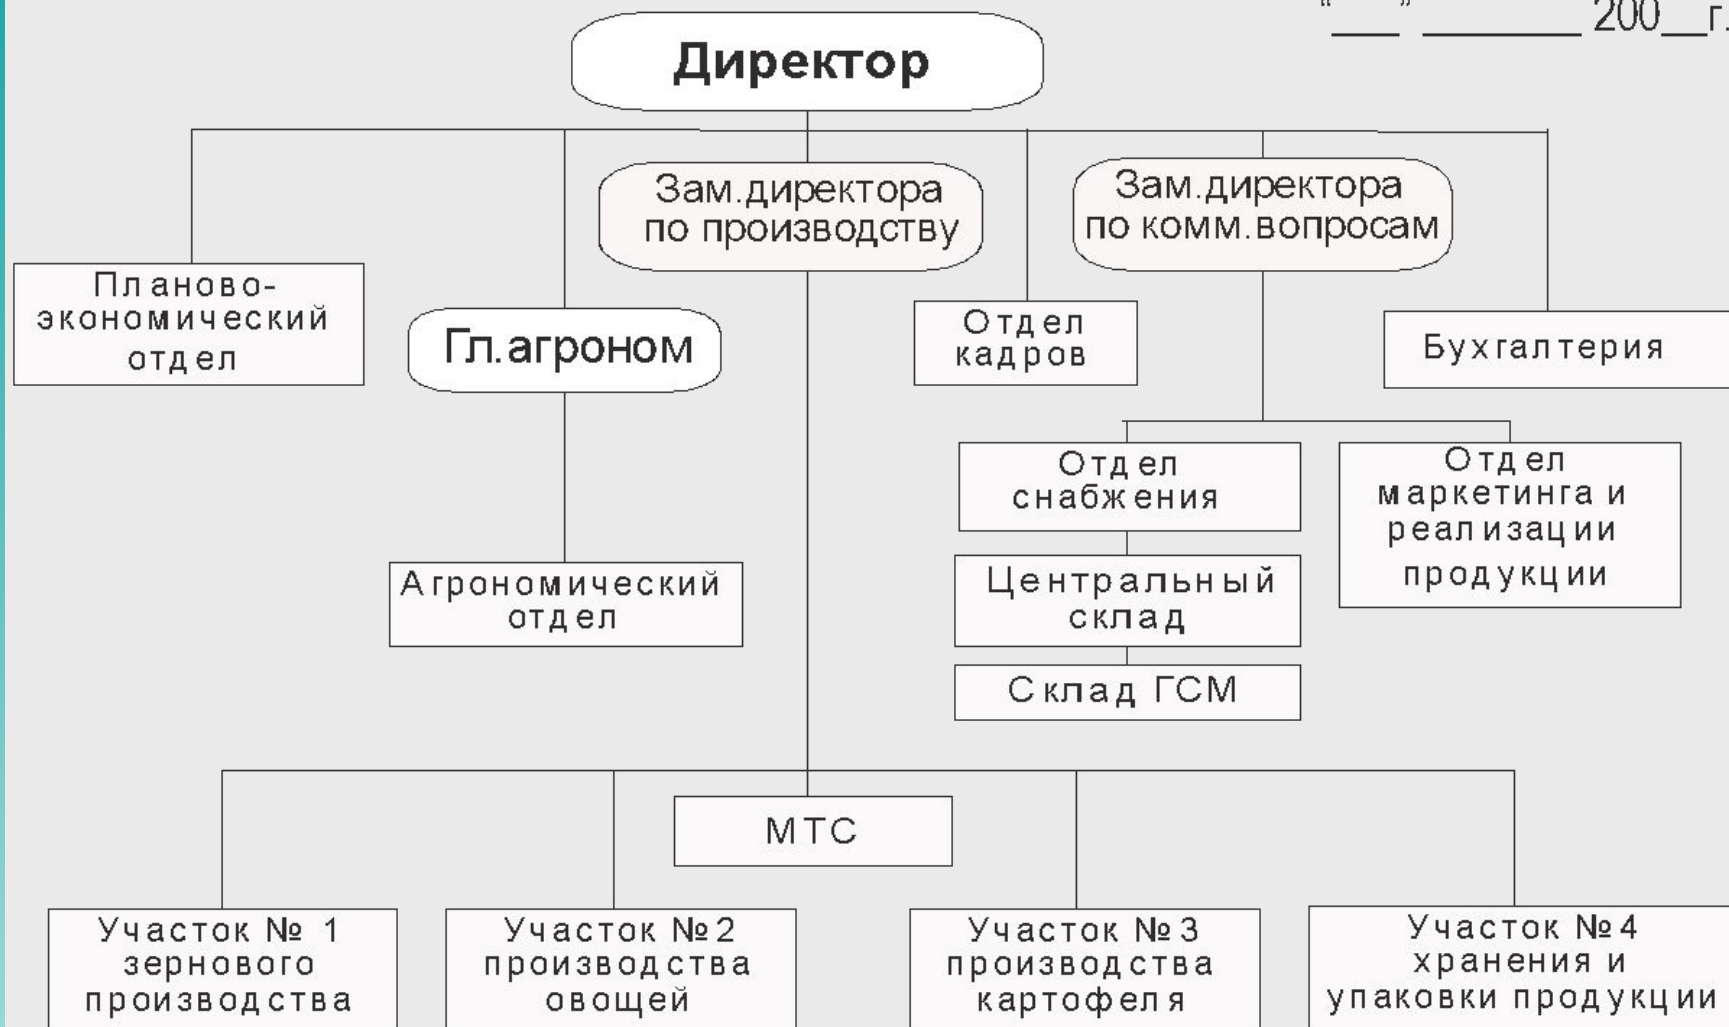 “___” _______ 200__г.
Директор
Зам.директора
по производству
Зам.директора
по комм.вопросам
Планово-
экономический
отдел
Гл.агроном
Отдел
кадров
Бухгалтерия
Отдел
снабжения
Отдел
маркетинга и
реализации
продукции
Агрономический
отдел
Центральный
склад
Склад ГСМ
МТС
Участок № 1
зернового
производства
Участок №2
производства
овощей
Участок №3
производства
картофеля
Участок №4
хранения и
упаковки продукции